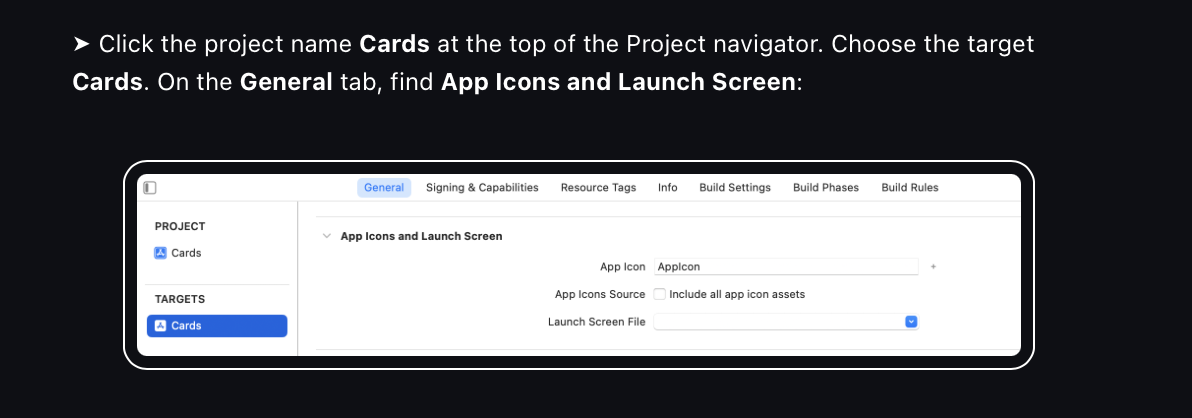 ➤ Click the project name Cards at the top of the Project navigator. Choose the target
Cards. On the General tab, find App Icons and Launch Screen:
General Signing & Capabilities Resource Tags Info Build Settings Build Phases Build Rules
PROJECT
Cards
TARGETS
Cards
App Icons and Launch Screen
App Icon AppIcon +
App Icons Source Include all app icon assets
Launch Screen File